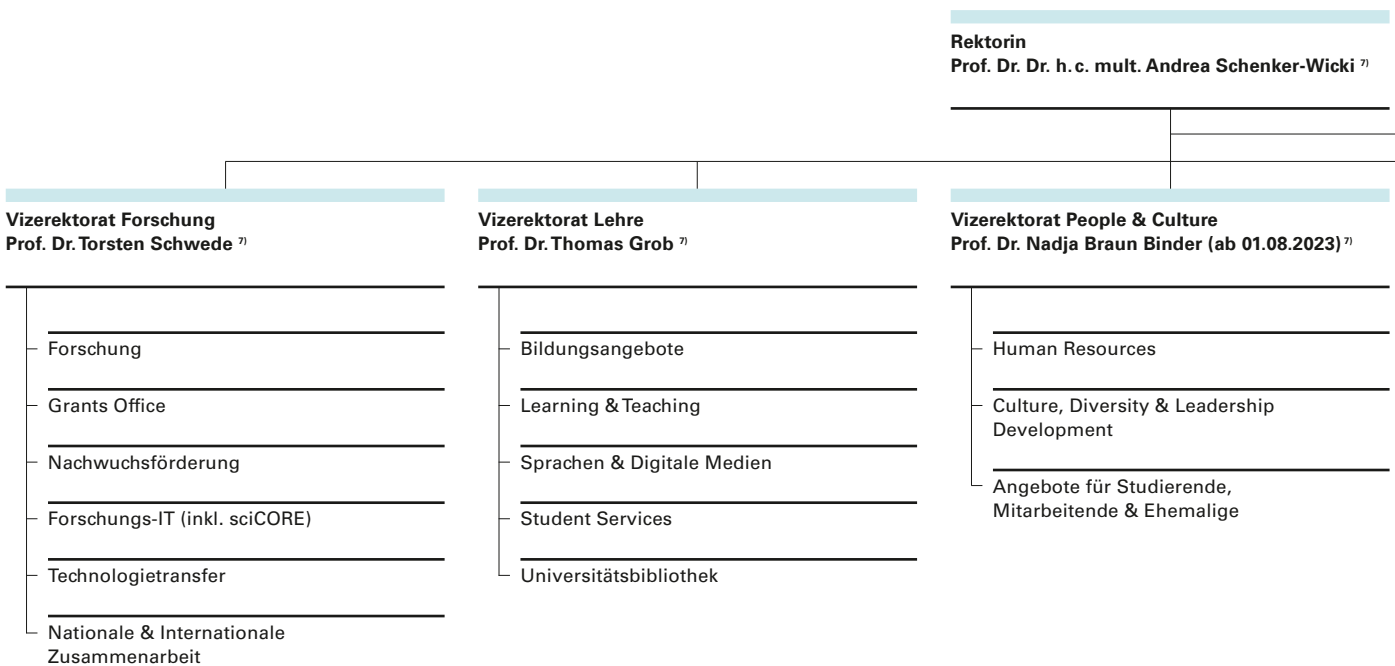 Rektorin
Prof. Dr. Dr. h. c. mult. Andrea Schenker-Wicki 7)
Vizerektorat Forschung
Prof. Dr. Torsten Schwede 7)
Forschung
Grants Office
Nachwuchsförderung
Forschungs-IT (inkl. sciCORE)
Technologietransfer
Nationale & Internationale
Zusammenarbeit
Vizerektorat Lehre
Prof. Dr. Thomas Grob 7)
Bildungsangebote
Learning & Teaching
Sprachen & Digitale Medien
Student Services
Universitätsbibliothek
Vizerektorat People & Culture
Prof. Dr. Nadja Braun Binder (ab 01.08.2023) 7)
Human Resources
Culture, Diversity & Leadership
Development
Angebote für Studierende,
Mitarbeitende & Ehemalige